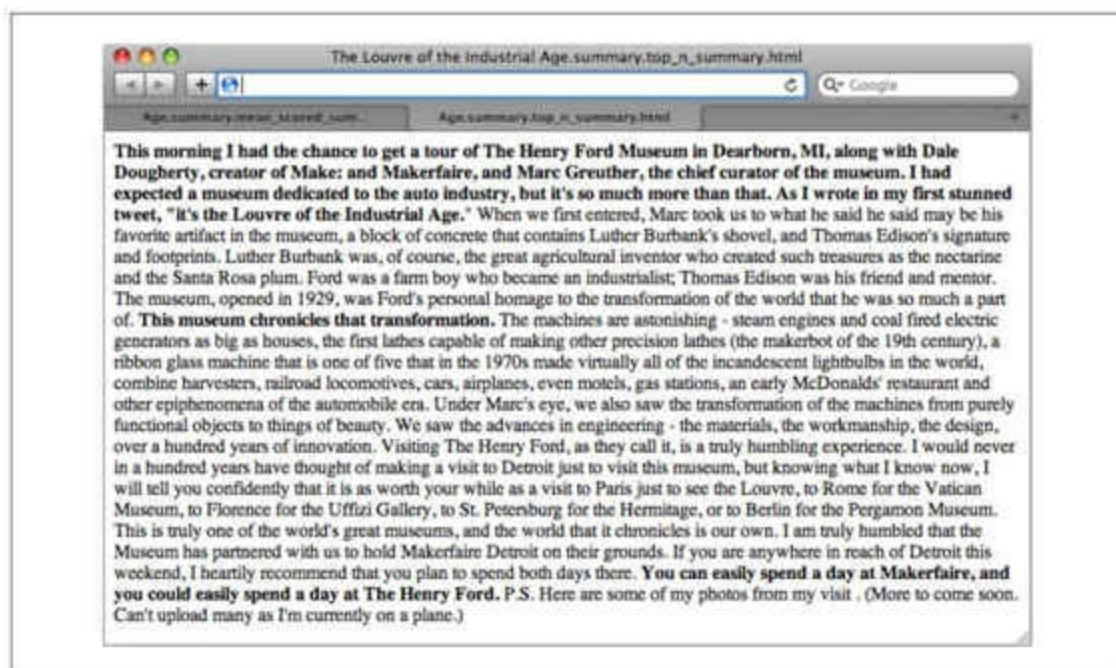 The Louvre of the Industrial Age.summary.top_n_summary.html
Google
Age.summary.mean_scored_sum...
Age.summary.top_n_summary.html
This morning I had the chance to get a tour of The Henry Ford Museum in Dearborn, MI, along with Dale
Dougherty, creator of Make: and Makerfaire, and Marc Greuther, the chief curator of the museum. I had
expected a museum dedicated to the auto industry, but it's so much more than that. As I wrote in my first stunned
tweet, "it's the Louvre of the Industrial Age." When we first entered, Marc took us to what he said he said may be his
favorite artifact in the museum, a block of concrete that contains Luther Burbank's shovel, and Thomas Edison's signature
and footprints. Luther Burbank was, of course, the great agricultural inventor who created such treasures as the nectarine
and the Santa Rosa plum. Ford was a farm boy who became an industrialist; Thomas Edison was his friend and mentor.
The museum, opened in 1929, was Ford's personal homage to the transformation of the world that he was so much a part
of. This museum chronicles that transformation. The machines are astonishing - steam engines and coal fired electric
generators as big as houses, the first lathes capable of making other precision lathes (the makerbot of the 19th century), a
ribbon glass machine that is one of five that in the 1970s made virtually all of the incandescent lightbulbs in the world,
combine harvesters, railroad locomotives, cars, airplanes, even motels, gas stations, an early McDonalds' restaurant and
other epiphenomena of the automobile era. Under Marc's eye, we also saw the transformation of the machines from purely
functional objects to things of beauty. We saw the advances in engineering - the materials, the workmanship, the design,
over a hundred years of innovation. Visiting The Henry Ford, as they call it, is a truly humbling experience. I would never
in a hundred years have thought of making a visit to Detroit just to visit this museum, but knowing what I know now, I
will tell you confidently that it is as worth your while as a visit to Paris just to see the Louvre, to Rome for the Vatican
Museum, to Florence for the Uffizi Gallery, to St. Petersburg for the Hermitage, or to Berlin for the Pergamon Museum.
This is truly one of the world's great museums, and the world that it chronicles is our own. I am truly humbled that the
Museum has partnered with us to hold Makerfaire Detroit on their grounds. If you are anywhere in reach of Detroit this
weekend, I heartily recommend that you plan to spend both days there. You can easily spend a day at Makerfaire, and
you could easily spend a day at The Henry Ford. P.S. Here are some of my photos from my visit . (More to come soon.
Can't upload many as I'm currently on a plane.)